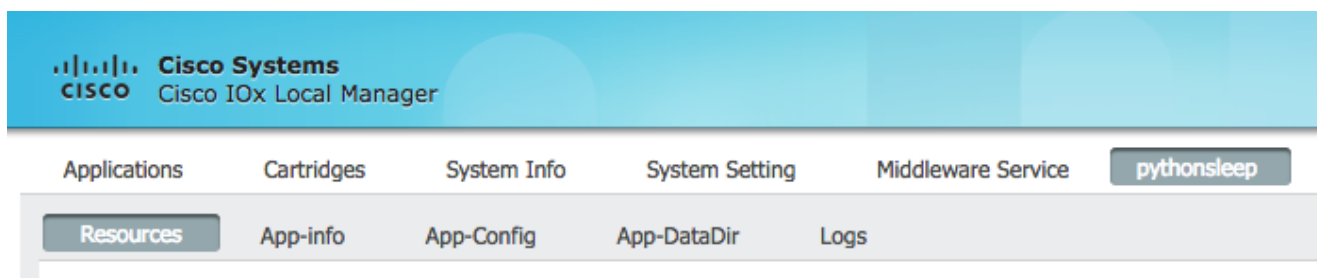 Cisco Systems
CISCO Cisco IOx Local Manager
Applications Cartridges System Info System Setting Middleware Service pythonsleep
Resources App-info App-Config App-DataDir Logs